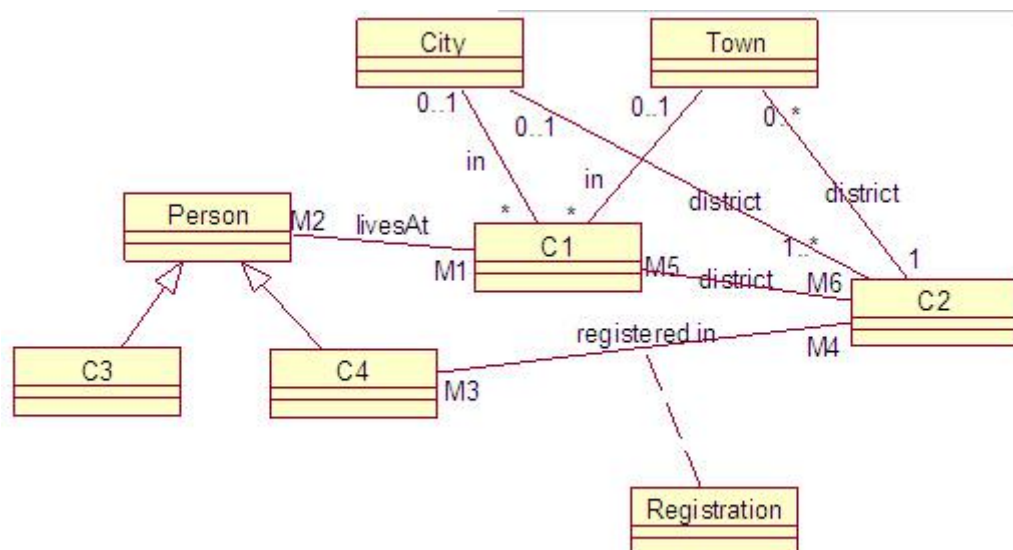 City
Town
0..1
0..1
0..1
0..*
in
in
district
district
Person
M2
livesAt
*
*
C1
M1
M5
district
1..*
1
M6
C2
C3
C4
registered in
M4
M3
Registration